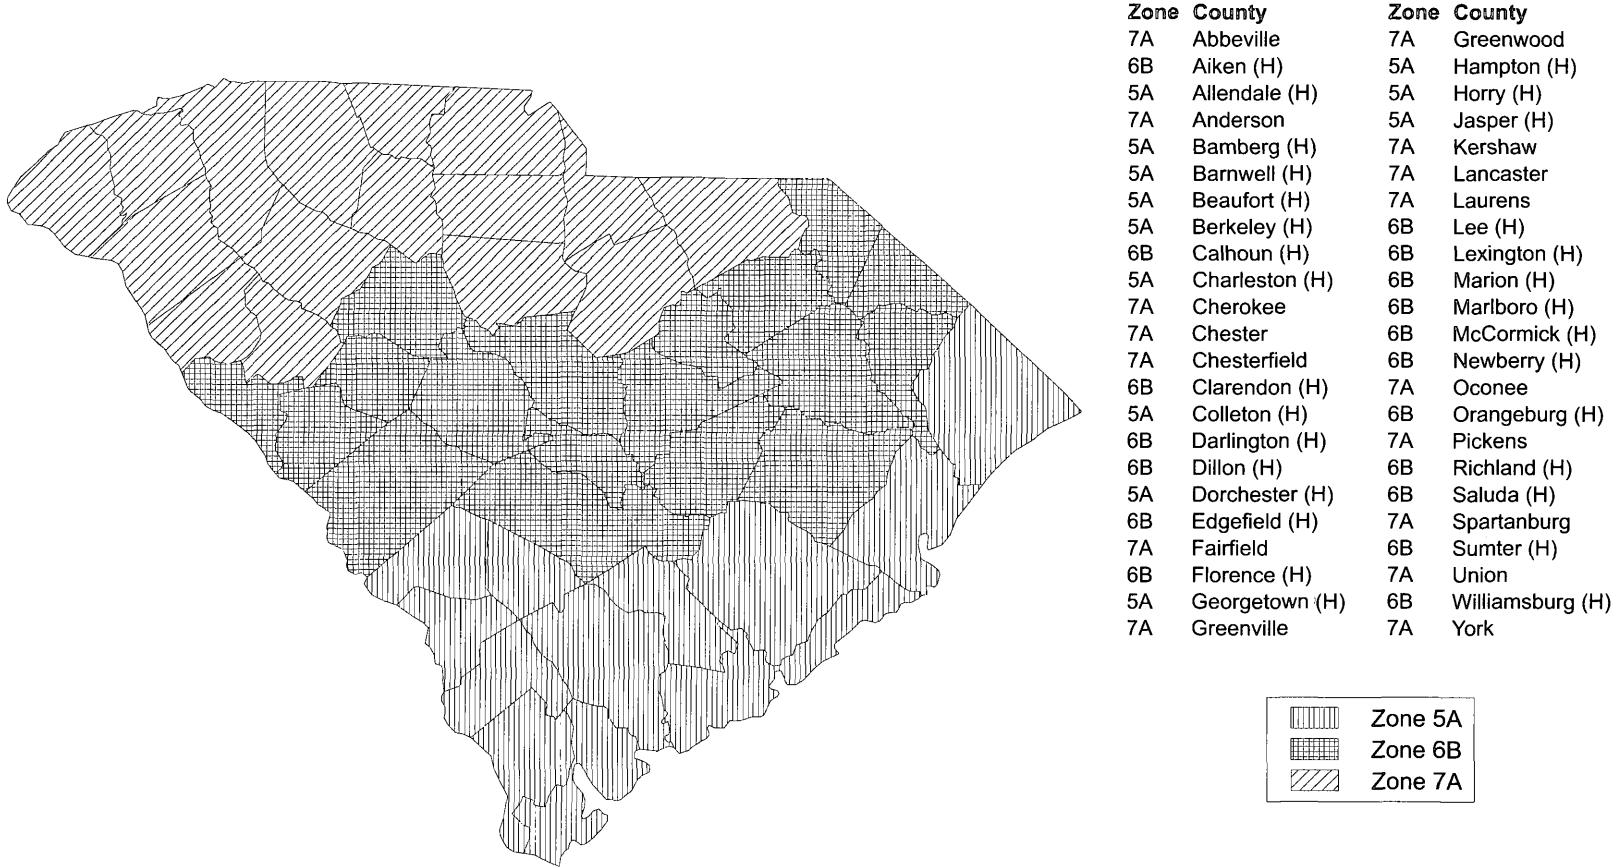 Zone County Zone County
7A Abbeville 7A Greenwood
6B Aiken (H) 5A Hampton (H)
5A Allendale (H) 5A Horry (H)
7A Anderson 5A Jasper (H)
5A Bamberg (H) 7A Kershaw
5A Barnwell (H) 7A Lancaster
5A Beaufort (H) 7A Laurens
5A Berkeley (H) 6B Lee (H)
6B Calhoun (H) 6B Lexington (H)
5A Charleston (H) 6B Marion (H)
7A Cherokee 6B Marlboro (H)
7A Chester 6B McCormick (H)
7A Chesterfield 6B Newberry (H)
6B Clarendon (H) 7A Oconee
5A Colleton (H) 6B Orangeburg (H)
6B Darlington (H) 7A Pickens
6B Dillon (H) 6B Richland (H)
5A Dorchester (H) 6B Saluda (H)
6B Edgefield (H) 7A Spartanburg
7A Fairfield 6B Sumter (H)
6B Florence (H) 7A Union
5A Georgetown (H) 6B Williamsburg (H)
7A Greenville 7A York
Zone 5A
Zone 6B
Zone 7A